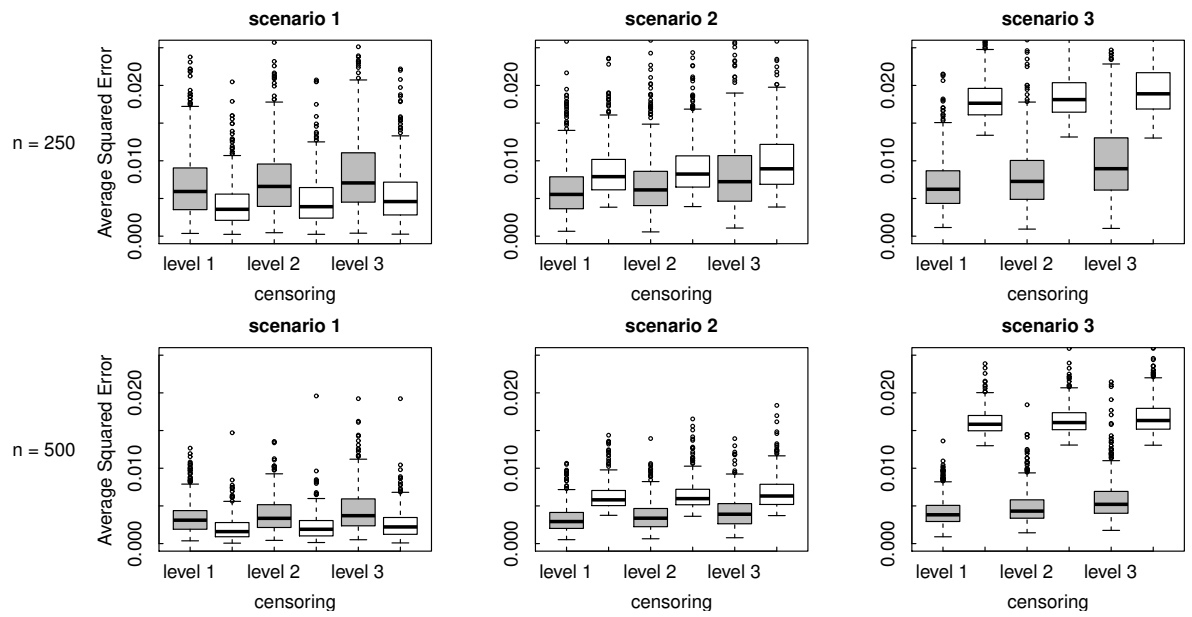 scenario 1
scenario 2
scenario 3
n = 250
Average Squared Error
0.000 0.010 0.020
0.000 0.010 0.020
0.000 0.010 0.020
level 1 level 2 level 3
level 1 level 2 level 3
level 1 level 2 level 3
censoring
censoring
censoring
scenario 1
scenario 2
scenario 3
n = 500
Average Squared Error
0.000 0.010 0.020
0.000 0.010 0.020
0.000 0.010 0.020
level 1 level 2 level 3
level 1 level 2 level 3
level 1 level 2 level 3
censoring
censoring
censoring